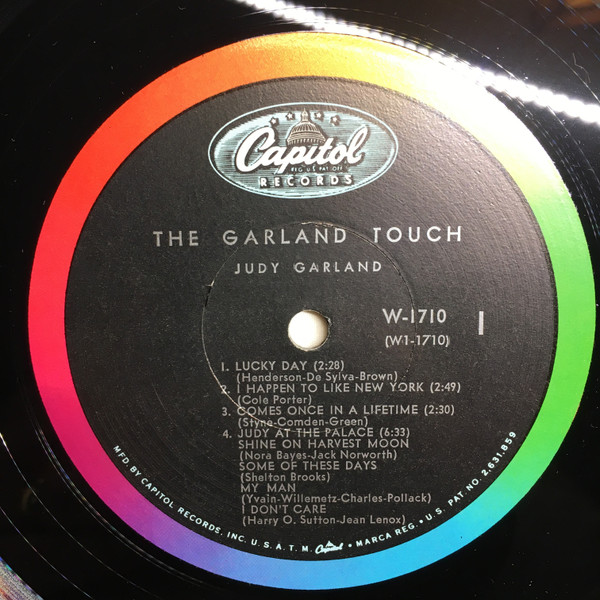 Capitol
REG. U.S. PAT. OFF.
RECORDS
THE GARLAND TOUCH
JUDY GARLAND
W-1710 1
(W1-1710)
1. LUCKY DAY (2:28)
(Henderson-De Sylva-Brown)
2. I HAPPEN TO LIKE NEW YORK (2:49)
(Cole Porter)
3. COMES ONCE IN A LIFETIME (2:30)
(Styne-Comden-Green)
4. JUDY AT THE PALACE (6:33)
SHINE ON HARVEST MOON
(Nora Bayes-Jack Norworth)
SOME OF THESE DAYS
(Shelton Brooks)
MY MAN
(Yvain-Willemetz-Charles-Pollack)
I DON'T CARE
(Harry O. Sutton-Jean Lenox)
MFD. BY CAPITOL RECORDS, INC. U.S.A. T.M. Capitol • MARCA REG. • U.S. PAT. NO. 2,631,859